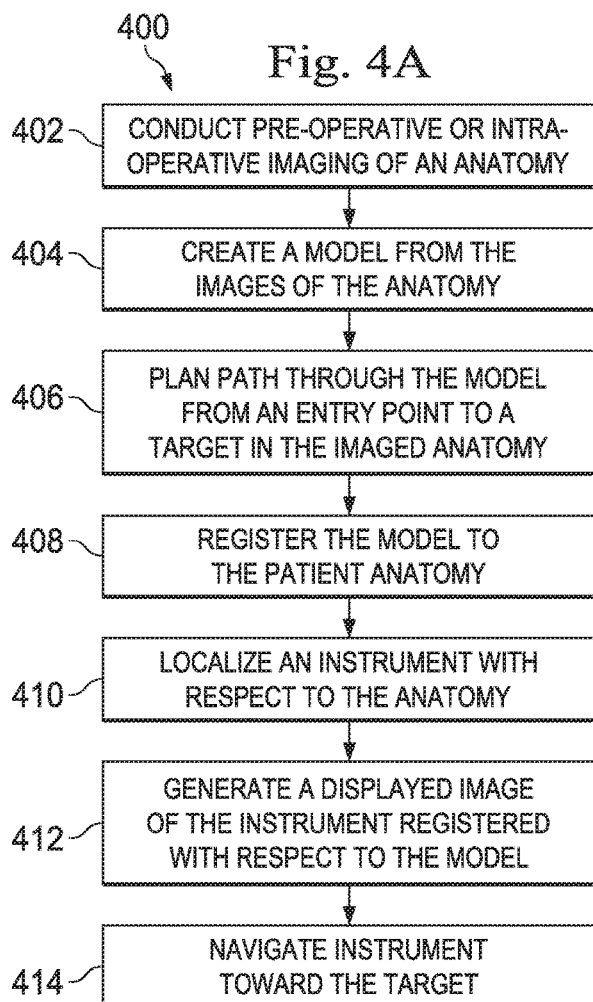 400
Fig. 4A
402
CONDUCT PRE-OPERATIVE OR INTRA-
OPERATIVE IMAGING OF AN ANATOMY
404
CREATE A MODEL FROM THE
IMAGES OF THE ANATOMY
406
PLAN PATH THROUGH THE MODEL
FROM AN ENTRY POINT TO A
TARGET IN THE IMAGED ANATOMY
408
REGISTER THE MODEL TO
THE PATIENT ANATOMY
410
LOCALIZE AN INSTRUMENT WITH
RESPECT TO THE ANATOMY
412
GENERATE A DISPLAYED IMAGE
OF THE INSTRUMENT REGISTERED
WITH RESPECT TO THE MODEL
414
NAVIGATE INSTRUMENT
TOWARD THE TARGET